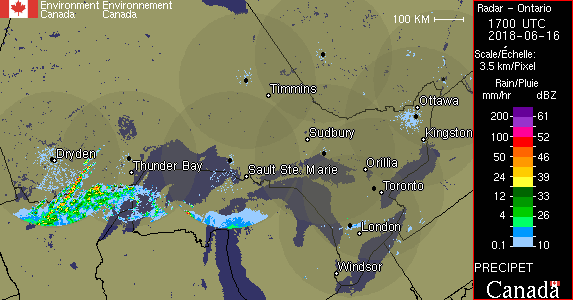 Environment Environnement
Canada Canada
100 KM
Radar - Ontario
1700 UTC
2018-06-16
Scale/Échelle:
3.5 km/Pixel
Rain/Pluie
mm/hr dBZ
200 61
100 52
50 46
24 39
12 33
4 26
0.1 10
PRECIPET
Canada
Timmins
Ottawa
Sudbury
Kingston
Dryden
Thunder Bay
Sault Ste. Marie
Orillia
Toronto
London
Windsor